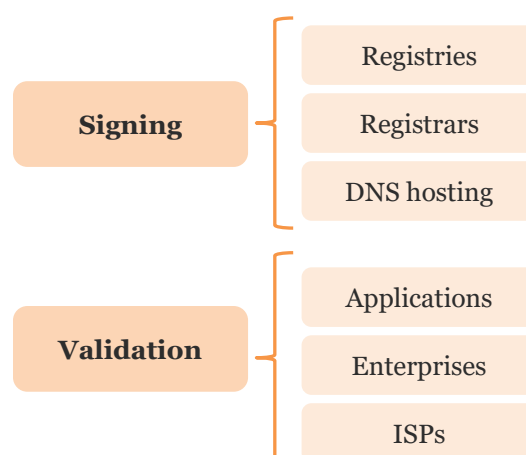 Signing
Registries
Registrars
DNS hosting
Validation
Applications
Enterprises
ISPs